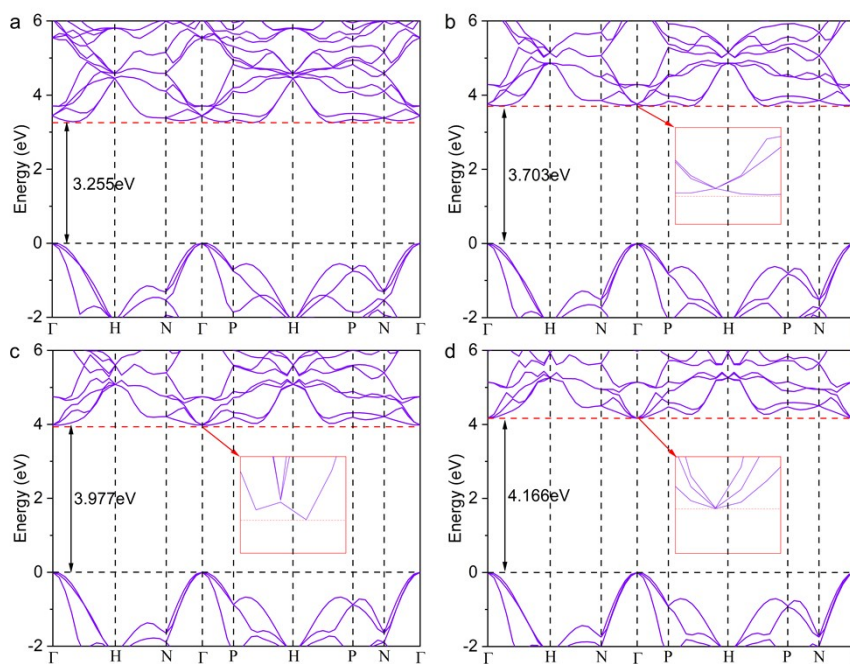 a
Energy (eV)
6
4
2
0
-2
3.255eV
Γ H N Γ P H P N Γ
b
Energy (eV)
6
4
2
0
-2
3.703eV
Γ H N Γ P H P N
c
Energy (eV)
6
4
2
0
-2
3.977eV
Γ H N Γ P H P N Γ
d
Energy (eV)
6
4
2
0
-2
4.166eV
Γ H N Γ P H P N